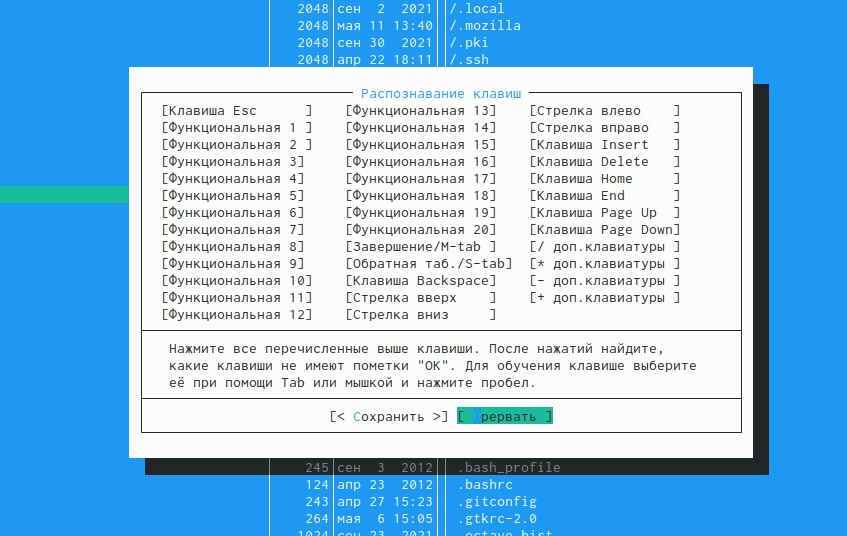 2048 сен 2 2021 /.local
2048 мая 11 13:40 /.mozilla
2048 сен 30 2021 /.pki
2048 апр 22 18:11 /.ssh
Распознавание клавиш
[Клавиша Esc ] [Функциональная 13] [Стрелка влево ]
[Функциональная 1 ] [Функциональная 14] [Стрелка вправо ]
[Функциональная 2 ] [Функциональная 15] [Клавиша Insert ]
[Функциональная 3] [Функциональная 16] [Клавиша Delete ]
[Функциональная 4] [Функциональная 17] [Клавиша Home ]
[Функциональная 5] [Функциональная 18] [Клавиша End ]
[Функциональная 6] [Функциональная 19] [Клавиша Page Up ]
[Функциональная 7] [Функциональная 20] [Клавиша Page Down]
[Функциональная 8] [Завершение/M-tab ] [/ доп.клавиатуры ]
[Функциональная 9] [Обратная таб./S-tab] [* доп.клавиатуры ]
[Функциональная 10] [Клавиша Backspace] [- доп.клавиатуры ]
[Функциональная 11] [Стрелка вверх ] [+ доп.клавиатуры ]
[Функциональная 12] [Стрелка вниз ]
Нажмите все перечисленные выше клавиши. После нажатий найдите,
какие клавиши не имеют пометки "OK". Для обучения клавише выберите
её при помощи Tab или мышкой и нажмите пробел.
[< Сохранить >] [ Прервать ]
245 сен 3 2012 .bash_profile
124 апр 23 2012 .bashrc
243 апр 27 15:23 .gitconfig
264 мая 6 15:05 .gtkrc-2.0
1024 сен 23 2021 .octave_hist